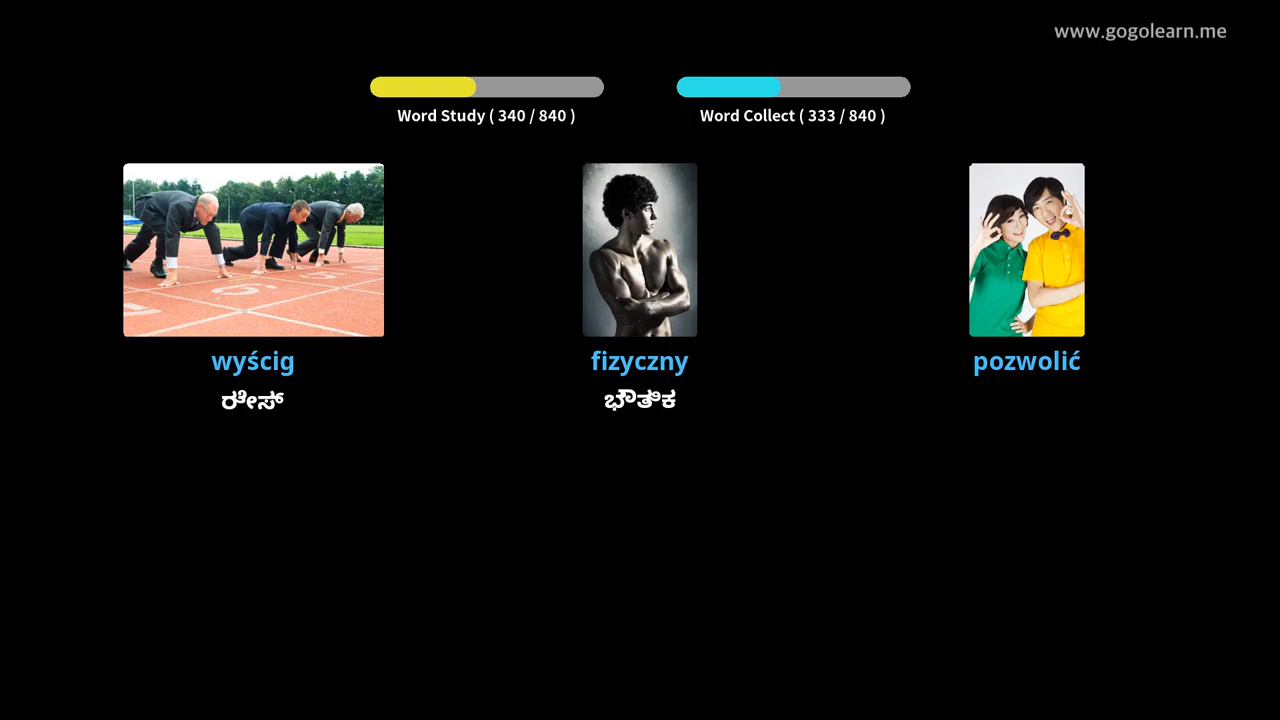 www.gogolearn.me
Word Study ( 340 / 840 )
Word Collect ( 333 / 840 )
wyścig
fizyczny
pozwolić
ರೇಸ್
ಭೌತಿಕ